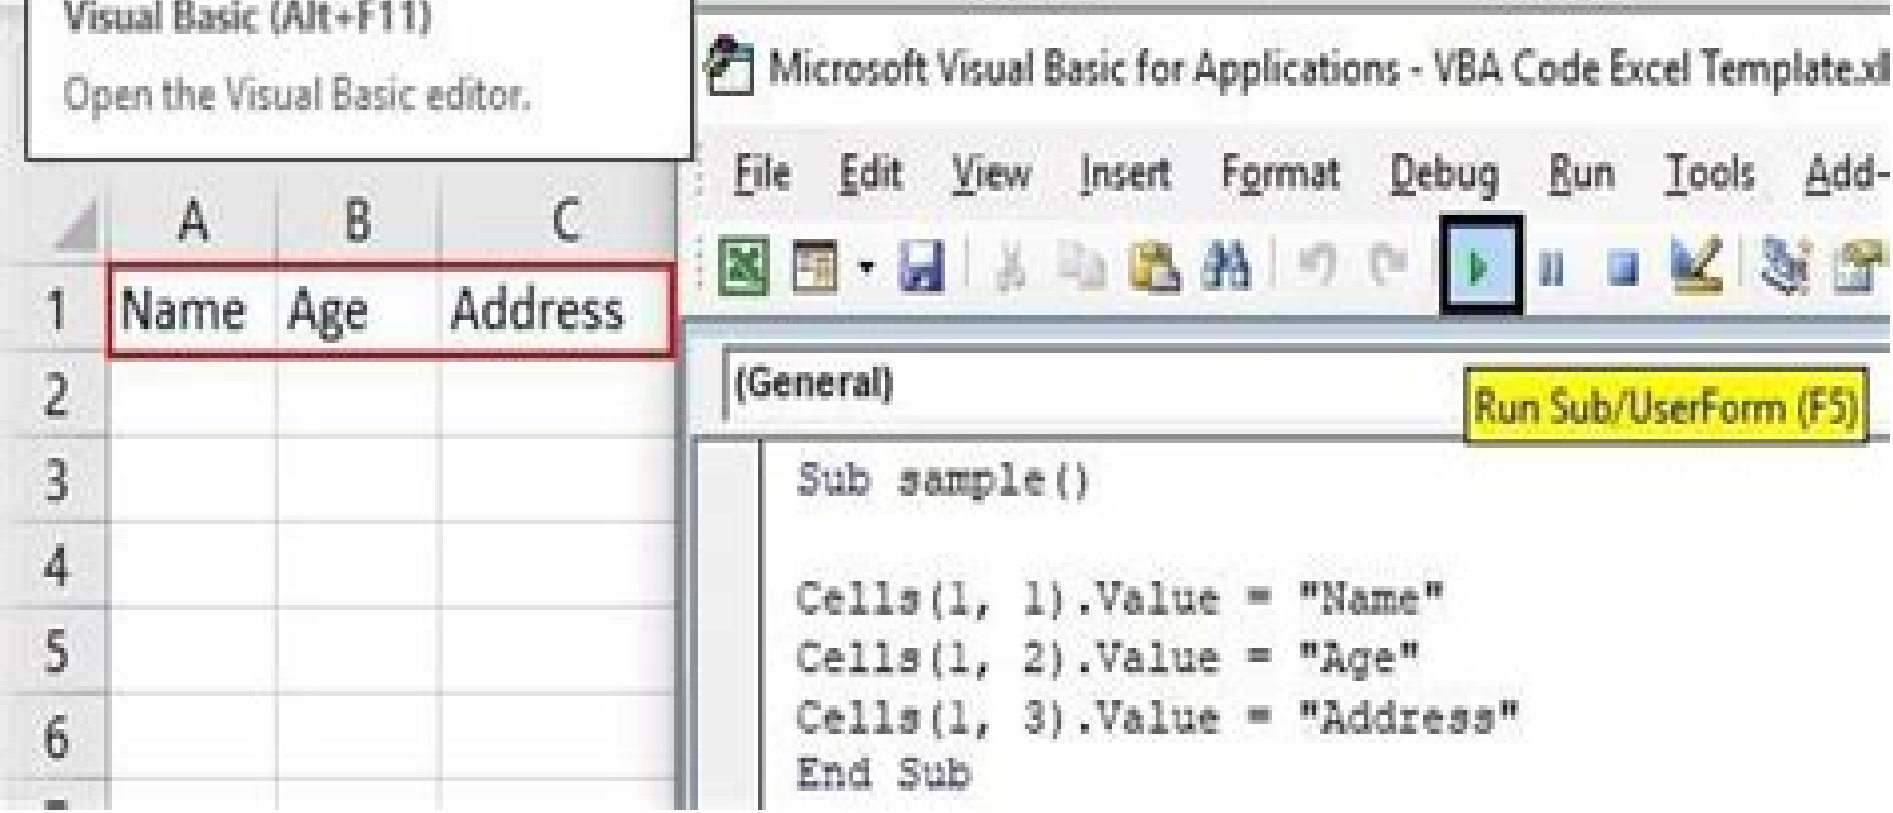 Visual Basic (Alt+F11)
Open the Visual Basic editor.
A B C
1 Name Age Address
2
3
4
5
6
Microsoft Visual Basic for Applications - VBA Code Excel Template.xl
File Edit View Insert Format Debug Run Tools Add-
(General)
Run Sub/UserForm (F5)
Sub sample()
Cells(1, 1).Value = "Name"
Cells(1, 2).Value = "Age"
Cells(1, 3).Value = "Address"
End Sub